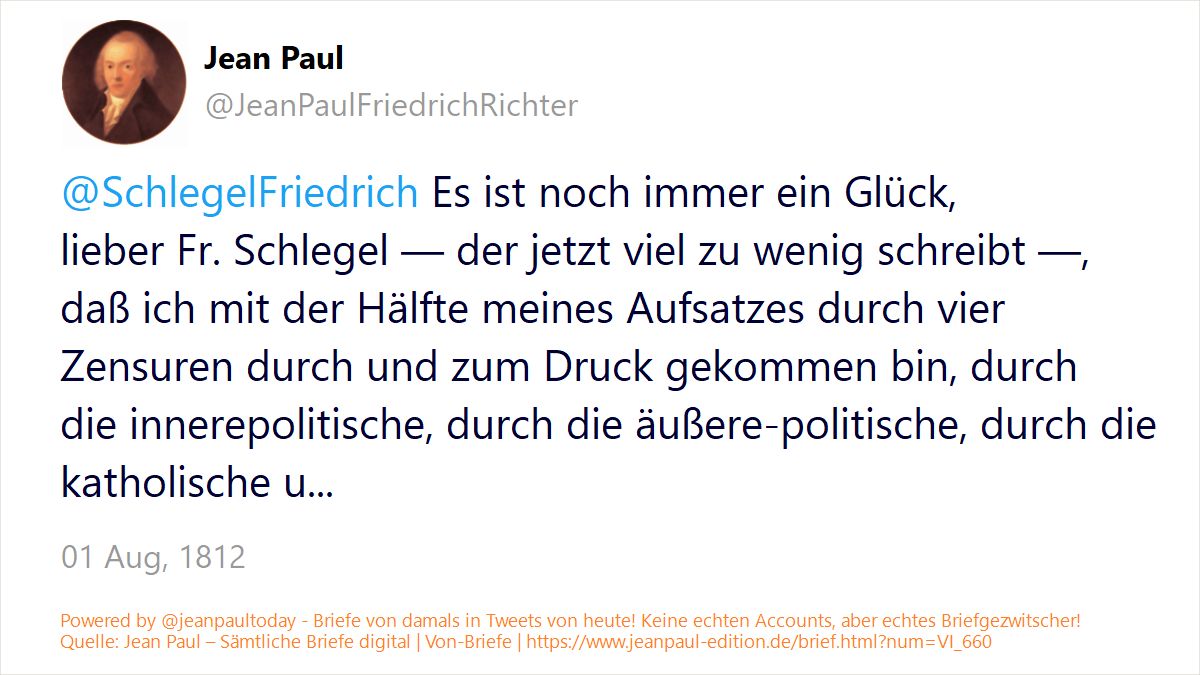 Jean Paul
@JeanPaulFriedrichRichter
@SchlegelFriedrich Es ist noch immer ein Glück,
lieber Fr. Schlegel — der jetzt viel zu wenig schreibt —,
daß ich mit der Hälfte meines Aufsatzes durch vier
Zensuren durch und zum Druck gekommen bin, durch
die innerepolitische, durch die äußere-politische, durch die
katholische u...
01 Aug, 1812
Powered by @jeanpaultoday - Briefe von damals in Tweets von heute! Keine echten Accounts, aber echtes Briefgezwitscher!
Quelle: Jean Paul – Sämtliche Briefe digital | Von-Briefe | https://www.jeanpaul-edition.de/brief.html?num=VI_660